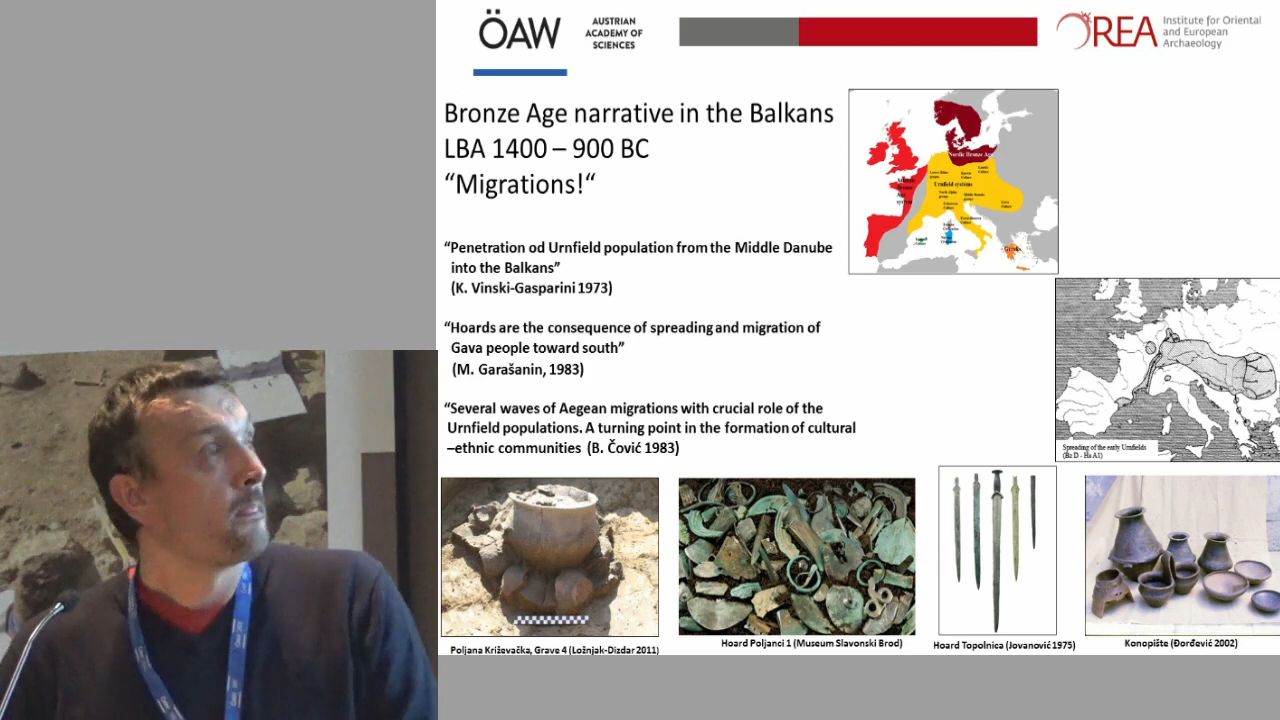 ÖAW
AUSTRIAN
ACADEMY OF
SCIENCES
OREA
Institute for Oriental
and European
Archaeology
Bronze Age narrative in the Balkans
LBA 1400 – 900 BC
“Migrations!“
“Penetration od Urnfield population from the Middle Danube
into the Balkans”
(K. Vinski-Gasparini 1973)
“Hoards are the consequence of spreading and migration of
Gava people toward south”
(M. Garašanin, 1983)
“Several waves of Aegean migrations with crucial role of the
Urnfield populations. A turning point in the formation of cultural
–ethnic communities (B. Čović 1983)
Nordic Bronze Age
Urnfield systems
Spreading of the early Urnfields
(Bz D - Ha A1)
Poljana Križevačka, Grave 4 (Ložnjak-Dizdar 2011)
Hoard Poljanci 1 (Museum Slavonski Brod)
Hoard Topolnica (Jovanović 1975)
Konopište (Đorđević 2002)